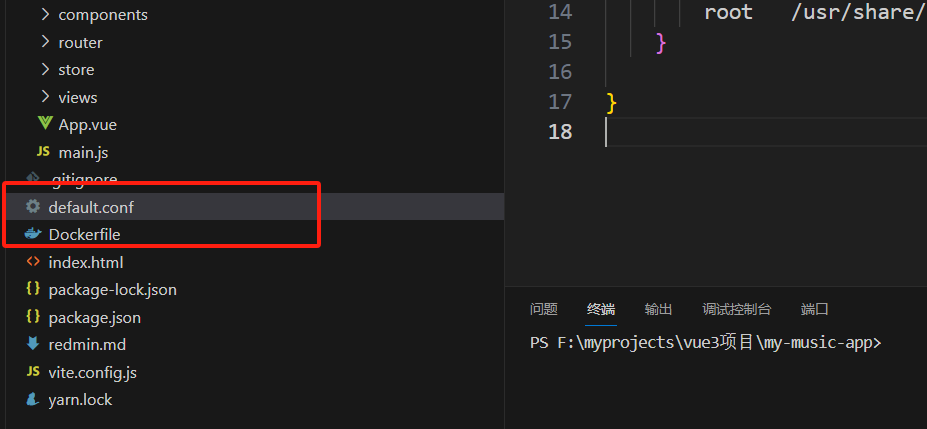 components
router
store
views
App.vue
JS main.js
.gitignore
default.conf
Dockerfile
index.html
{} package-lock.json
{} package.json
redmin.md
JS vite.config.js
yarn.lock
14 root /usr/share/
15 }
16
17 }
18
问题 终端 输出 调试控制台 端口
PS F:\myprojects\vue3项目\my-music-app>